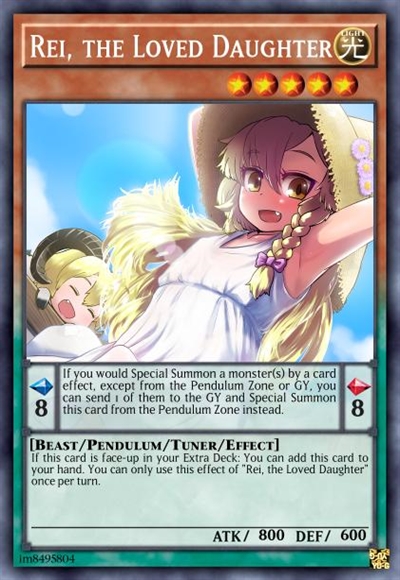 REI, THE LOVED DAUGHTER
LIGHT
光
If you would Special Summon a monster(s) by a card
effect, except from the Pendulum Zone or GY, you
can send 1 of them to the GY and Special Summon
this card from the Pendulum Zone instead.
8
8
[BEAST/PENDULUM/TUNER/EFFECT]
If this card is face-up in your Extra Deck: You can add this card to
your hand. You can only use this effect of "Rei, the Loved Daughter"
once per turn.
ATK/ 800 DEF/ 600
im8495804